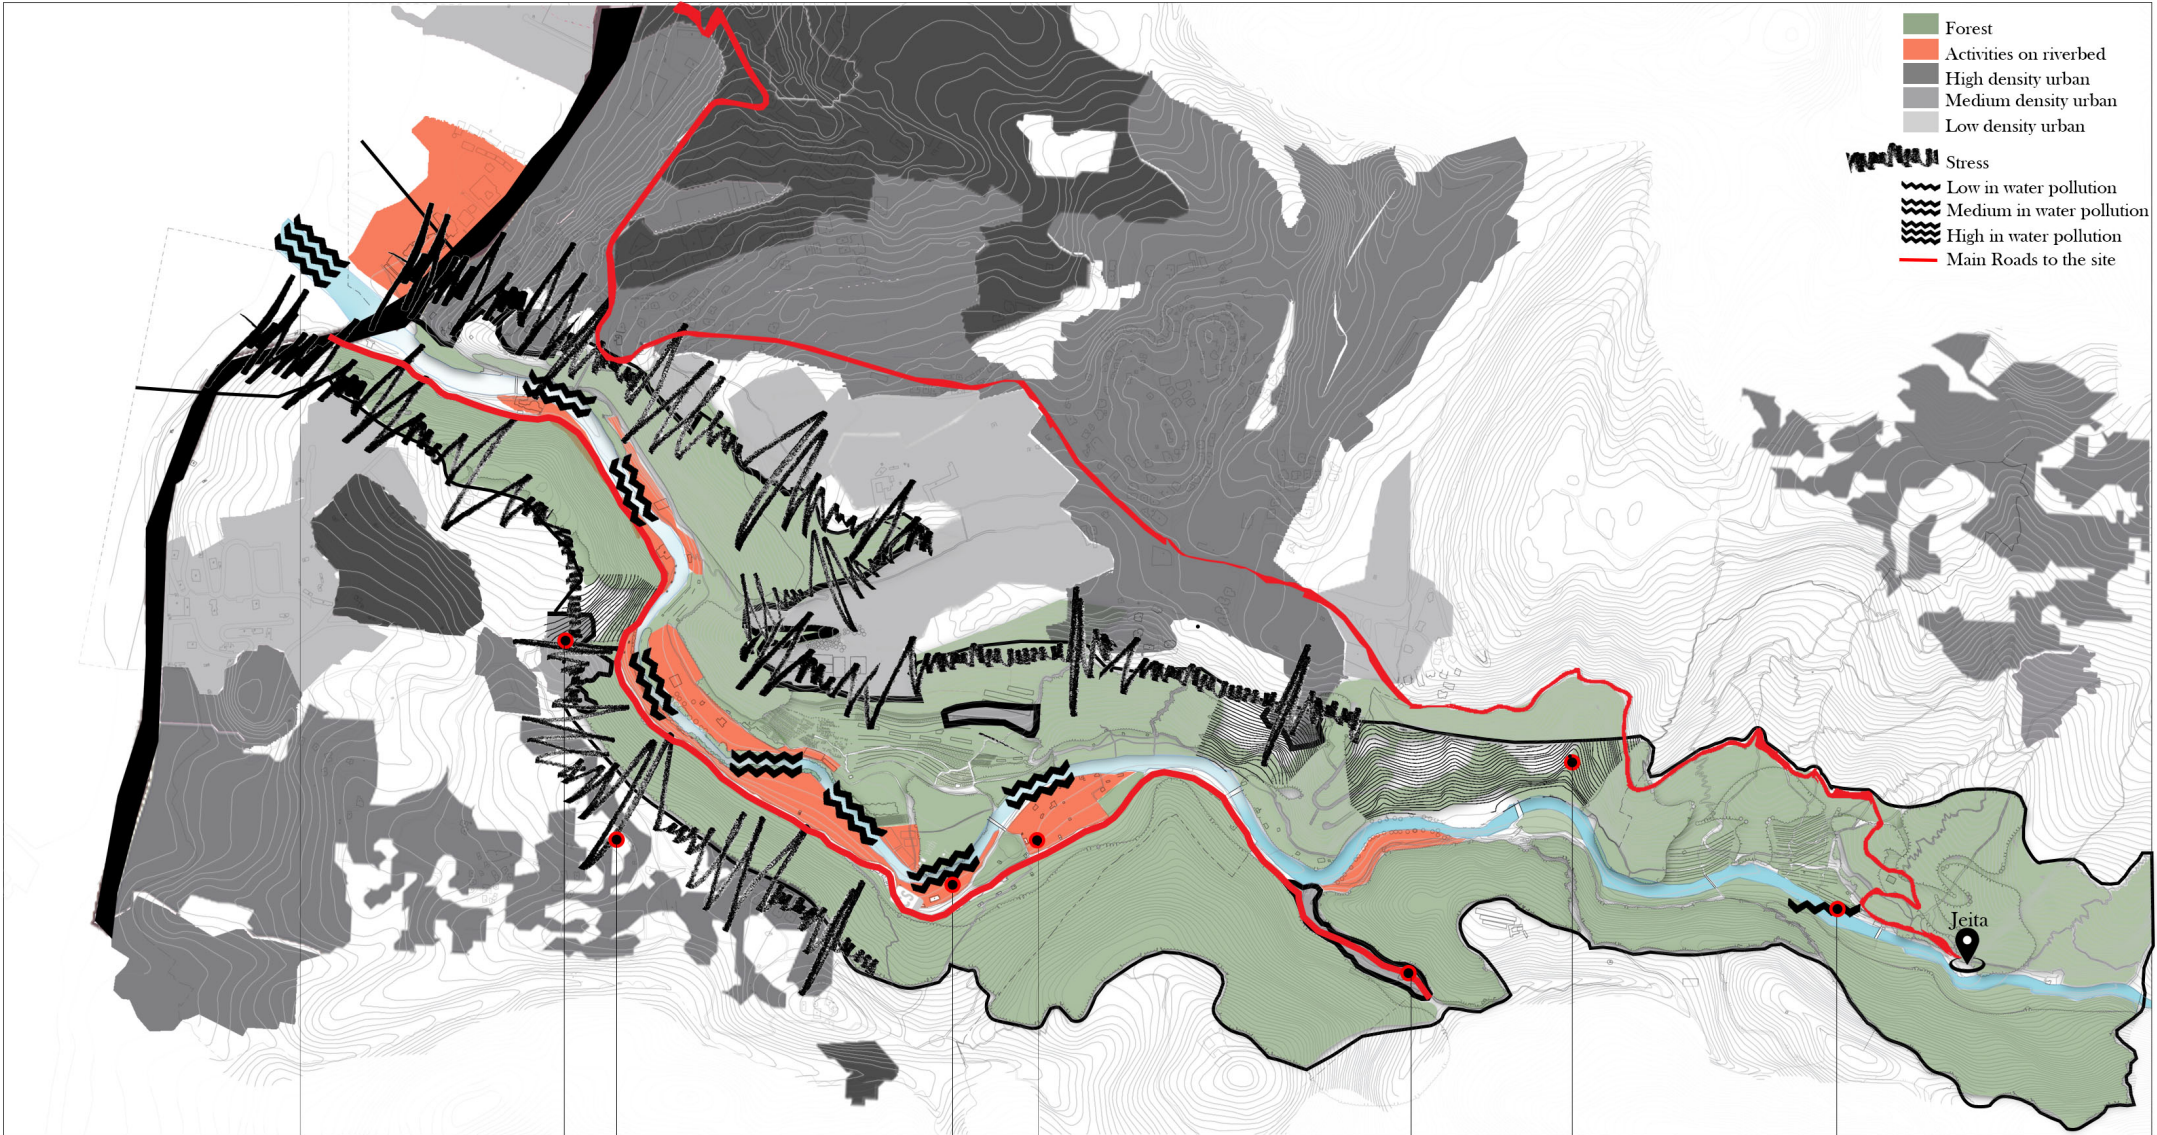 Forest
Activities on riverbed
High density urban
Medium density urban
Low density urban
Stress
Low in water pollution
Medium in water pollution
High in water pollution
Main Roads to the site
Jeita